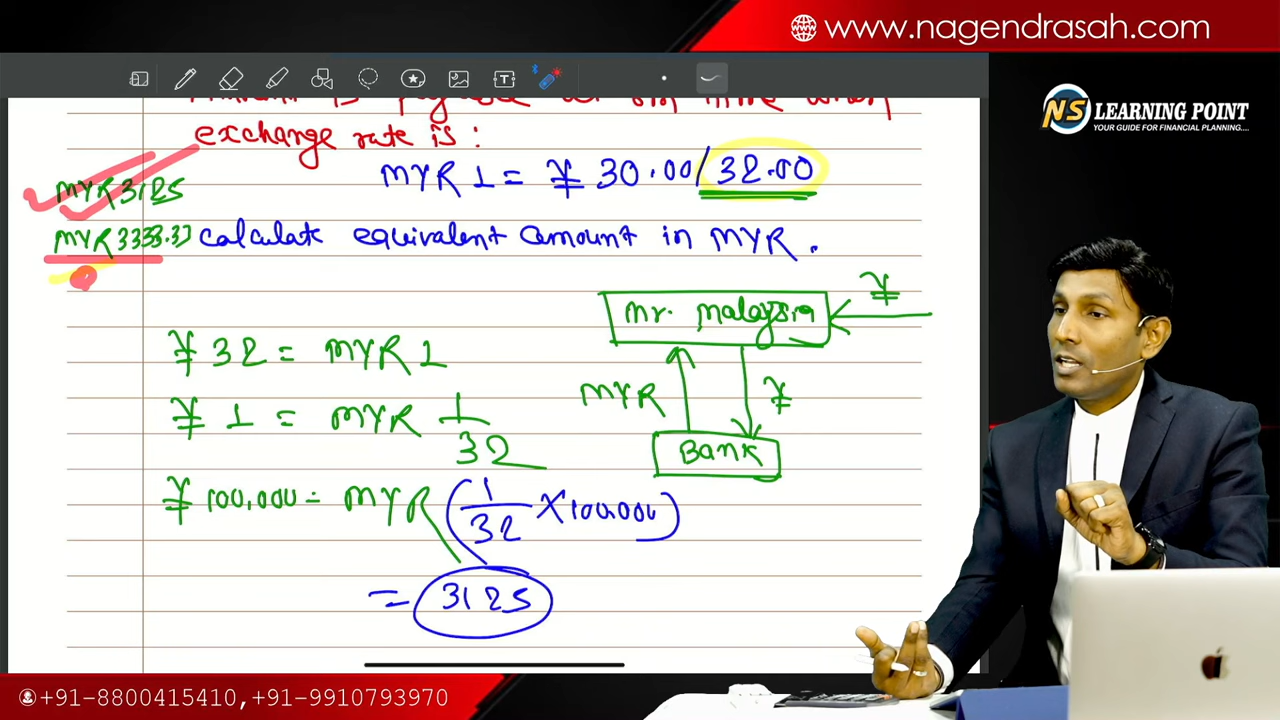 www.nagendrasah.com
NS LEARNING POINT
YOUR GUIDE FOR FINANCIAL PLANNING....
exchange rate is:
MYR 1 = ¥ 30.00/32.00
MYR 3125
MYR 3333.33
calculate equivalent amount in MYR.
¥
Mr. Malaysia
¥ 32 = MYR 1
MYR
¥
¥ 1 = MYR 1/32
Bank
¥ 100,000 = MYR (1/32 × 100,000)
= 3125
+91-8800415410,+91-9910793970